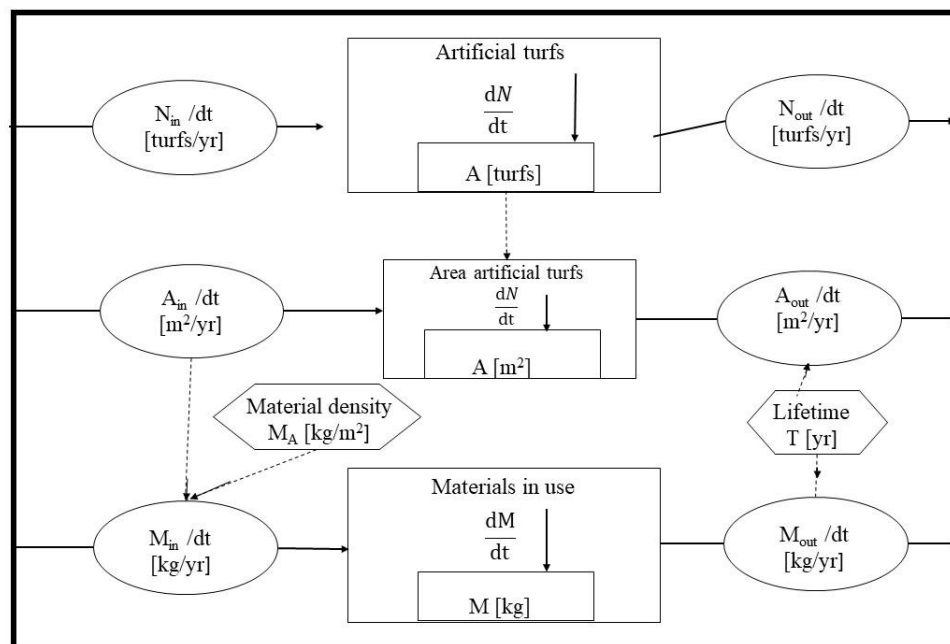 Artificial turfs
N_in /dt
[turfs/yr]
dN
dt
A [turfs]
N_out /dt
[turfs/yr]
A_in /dt
[m²/yr]
Area artificial turfs
dN
dt
A [m²]
A_out /dt
[m²/yr]
Material density
M_A [kg/m²]
Lifetime
T [yr]
M_in /dt
[kg/yr]
Materials in use
dM
dt
M [kg]
M_out /dt
[kg/yr]